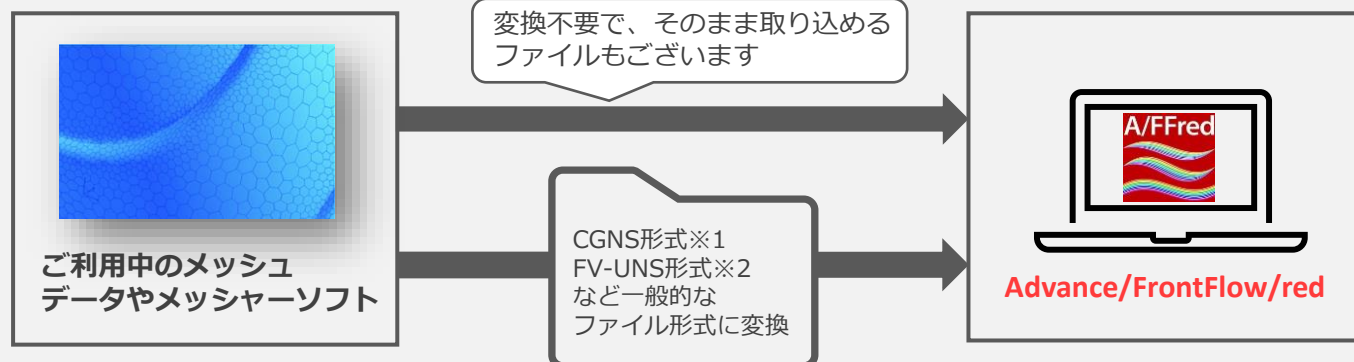 変換不要で、そのまま取り込める
ファイルもございます
ご利用中のメッシュ
データやメッシャーソフト
CGNS形式※1
FV-UNS形式※2
など一般的な
ファイル形式に変換
A/FFred
Advance/FrontFlow/red